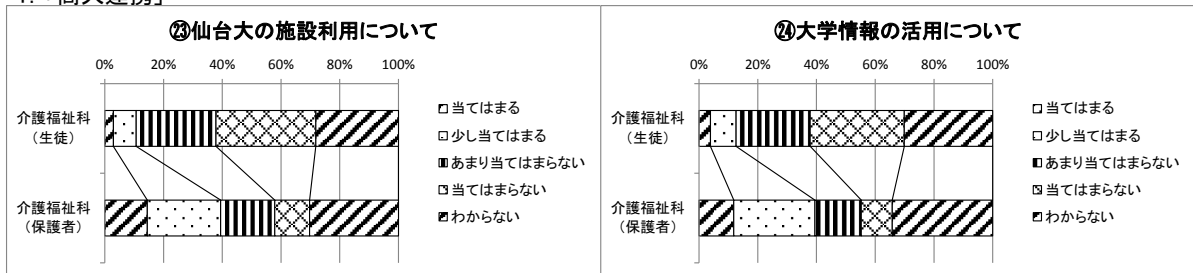 ㉓仙台大の施設利用について
0% 20% 40% 60% 80% 100%
介護福祉科
（生徒）
介護福祉科
（保護者）
当てはまる
少し当てはまる
あまり当てはまらない
当てはまらない
わからない
㉔大学情報の活用について
0% 20% 40% 60% 80% 100%
介護福祉科
（生徒）
介護福祉科
（保護者）
当てはまる
少し当てはまる
あまり当てはまらない
当てはまらない
わからない